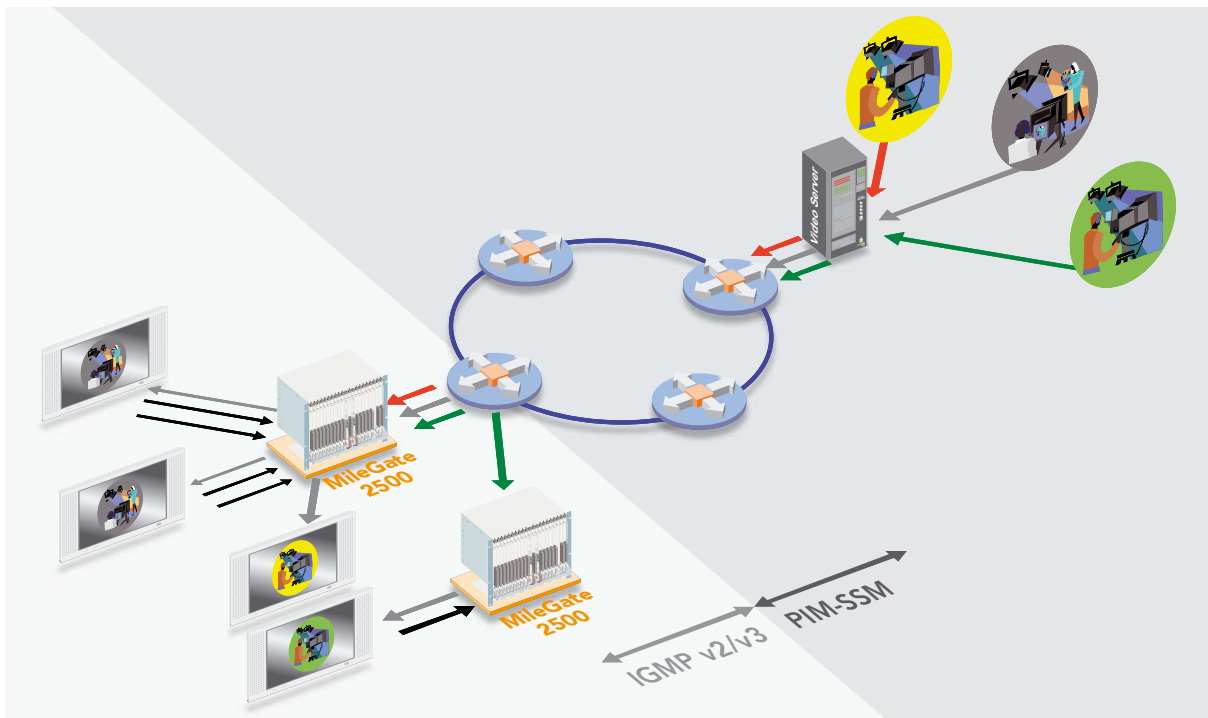 Video Server
MileGate
2500
MileGate
2500
PIM-SSM
IGMP v2/v3